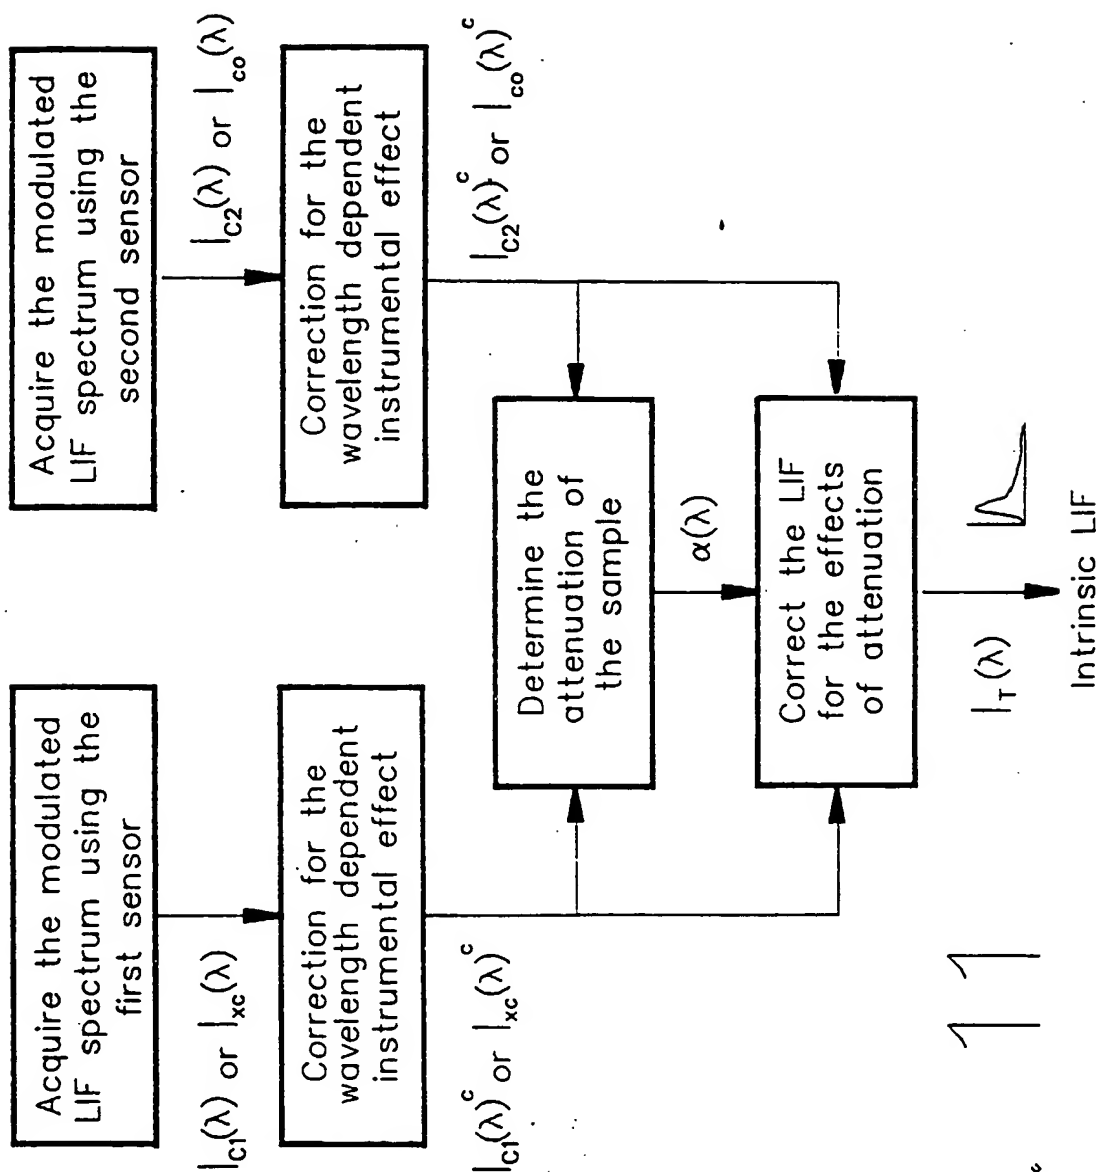 Acquire the modulated
LIF spectrum using the
first sensor
I_C1(λ) or I_xc(λ)
Correction for the
wavelength dependent
instrumental effect
I_C1(λ)^c or I_xc(λ)^c
Acquire the modulated
LIF spectrum using the
second sensor
I_C2(λ) or I_co(λ)
Correction for the
wavelength dependent
instrumental effect
I_C2(λ)^c or I_co(λ)^c
Determine the
attenuation of
the sample
α(λ)
Correct the LIF
for the effects
of attenuation
I_T(λ)
Intrinsic LIF
11